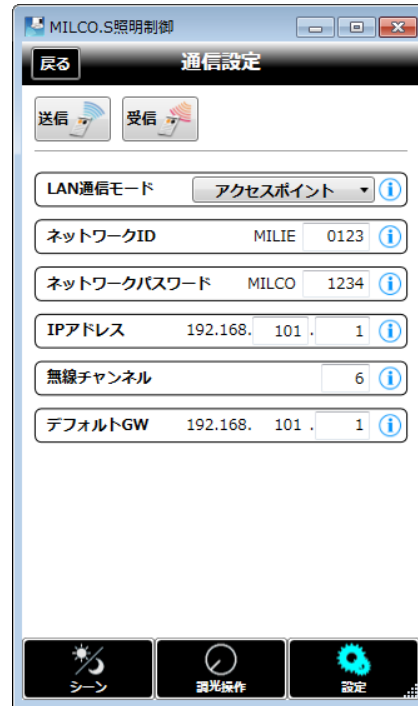 MILCO.S照明制御
戻る 通信設定
送信 受信
LAN通信モード アクセスポイント
ネットワークID MILIE 0123
ネットワークパスワード MILCO 1234
IPアドレス 192.168. 101 . 1
無線チャンネル 6
デフォルトGW 192.168. 101 . 1
シーン 調光操作 設定